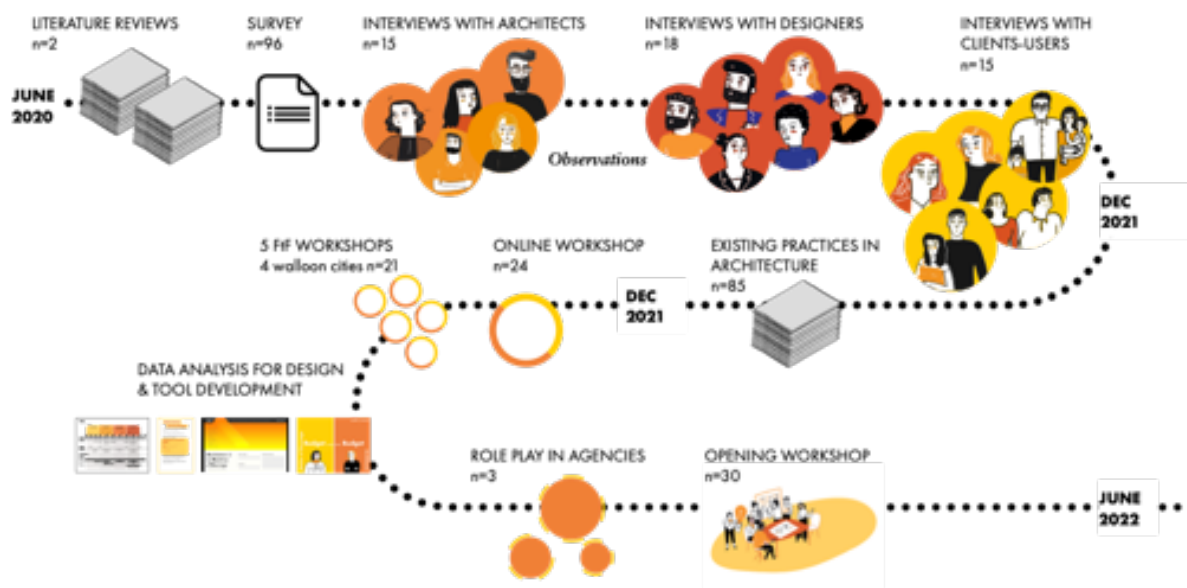 LITERATURE REVIEWS
n=2
SURVEY
n=96
INTERVIEWS WITH ARCHITECTS
n=15
INTERVIEWS WITH DESIGNERS
n=18
INTERVIEWS WITH
CLIENTS-USERS
n=15
JUNE
2020
Observations
DEC
2021
5 FtF WORKSHOPS
4 walloon cities n=21
ONLINE WORKSHOP
n=24
DEC
2021
EXISTING PRACTICES IN
ARCHITECTURE
n=85
DATA ANALYSIS FOR DESIGN
& TOOL DEVELOPMENT
Budget
Budget
ROLE PLAY IN AGENCIES
n=3
OPENING WORKSHOP
n=30
JUNE
2022